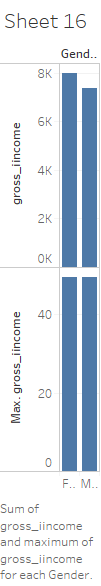 Sheet 16
Gend..
8K
6K
4K
2K
0K
gross_iincome
40
20
0
Max. gross_iincome
F.. M..
Sum of
gross_iincome
and maximum of
gross_iincome
for each Gender.